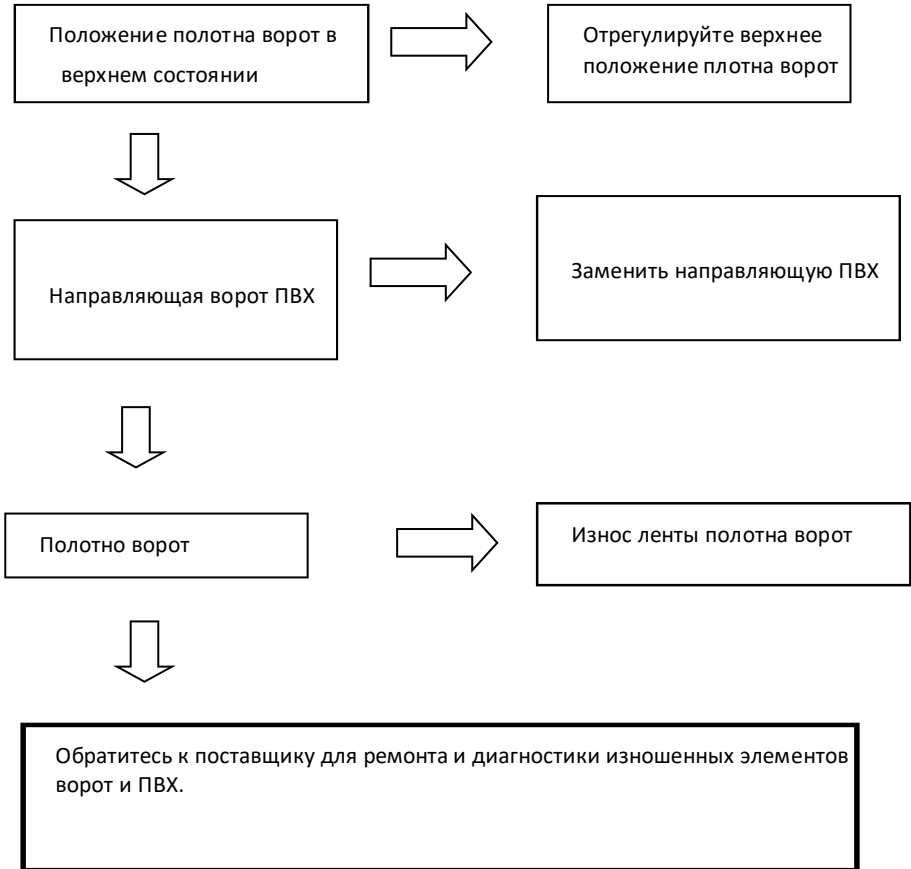 Положение полотна ворот в
верхнем состоянии
Отрегулируйте верхнее
положение плотна ворот
Направляющая ворот ПВХ
Заменить направляющую ПВХ
Полотно ворот
Износ ленты полотна ворот
Обратитесь к поставщику для ремонта и диагностики изношенных элементов
ворот и ПВХ.